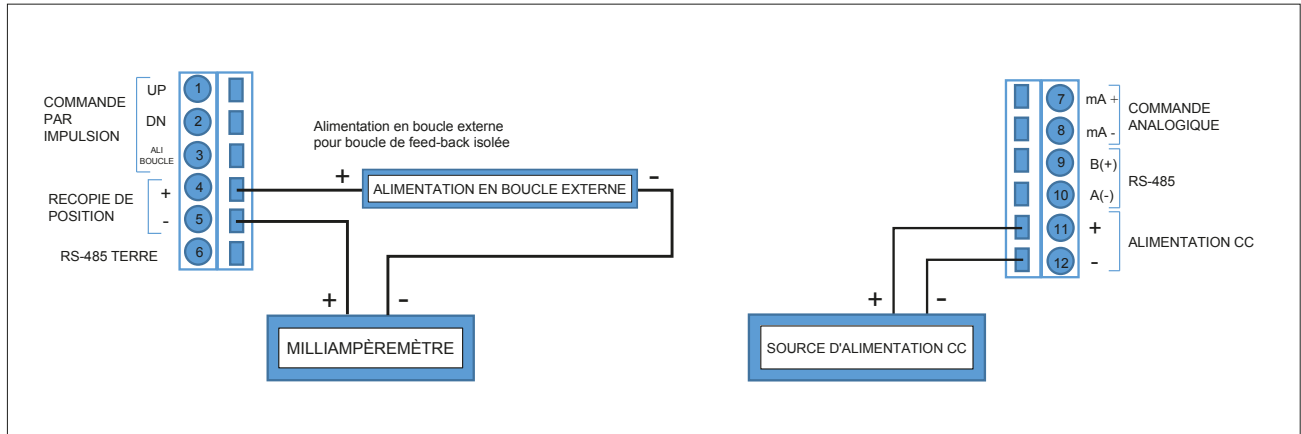 COMMANDE
PAR
IMPULSION
UP
1
DN
2
ALI
BOUCLE
3
RECOPIE DE
POSITION
+
4
-
5
RS-485 TERRE
6
Alimentation en boucle externe
pour boucle de feed-back isolée
+
-
ALIMENTATION EN BOUCLE EXTERNE
+
-
MILLIAMPÈREMÈTRE
7
mA +
8
mA -
COMMANDE
ANALOGIQUE
9
B(+)
10
A(-)
RS-485
11
+
12
-
ALIMENTATION CC
+
-
SOURCE D'ALIMENTATION CC